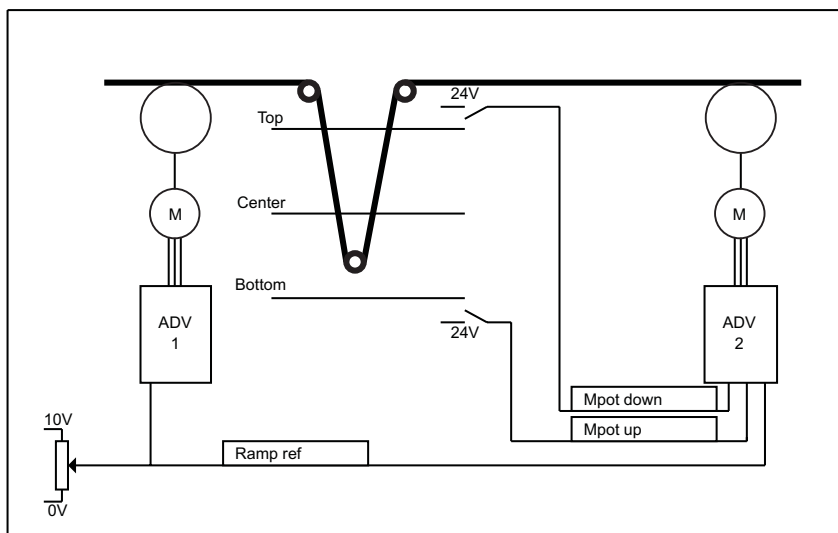 24V
Top
Center
M
M
Bottom
ADV
1
24V
ADV
2
Mpot down
10V
Mpot up
Ramp ref
0V